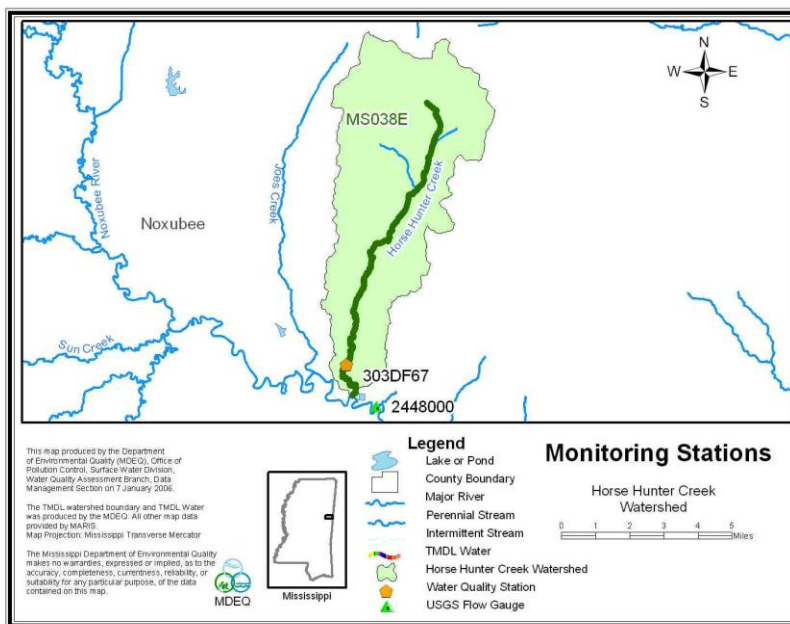 N
W E
S
MS038E
Joes Creek
Noxubee River
Noxubee
Horse Hunter Creek
Sun Creek
303DF67
2448000
This map produced by the Department
of Environmental Quality (MDEQ), Office of
Pollution Control, Surface Water Division,
Water Quality Assessment Branch, Data
Management Section on 7 January 2006.
The TMDL watershed boundary and TMDL Water
was produced by the MDEQ. All other map data
provided by MARIS.
Map Projection: Mississippi Transverse Mercator
The Mississippi Department of Environmental Quality
makes no warranties, expressed or implied, as to the
accuracy, completeness, currentness, reliability, or
suitability for any particular purpose, of the data
contained on this map.
MDEQ
Mississippi
Legend
Lake or Pond
County Boundary
Major River
Perennial Stream
Intermittent Stream
TMDL Water
Horse Hunter Creek Watershed
Water Quality Station
USGS Flow Gauge
Monitoring Stations
Horse Hunter Creek
Watershed
0 1 2 3 4 5
Miles